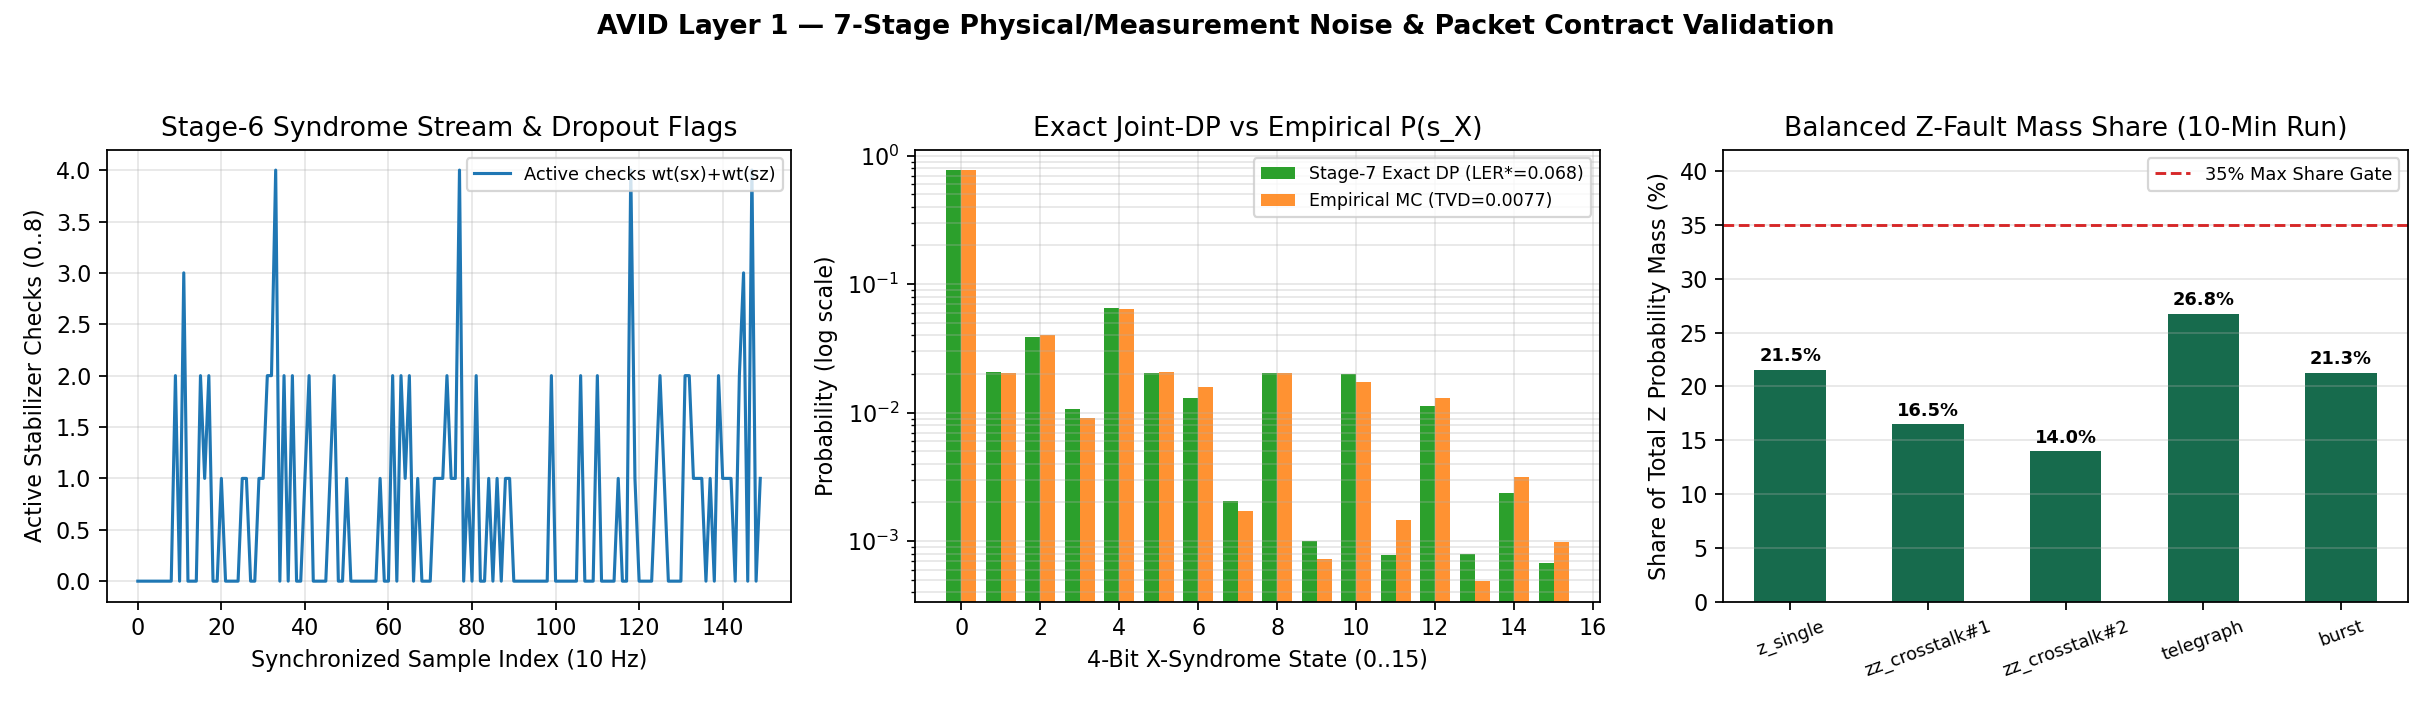 AVID Layer 1 — 7-Stage Physical/Measurement Noise & Packet Contract Validation
Stage-6 Syndrome Stream & Dropout Flags
Active checks wt(sx)+wt(sz)
Active Stabilizer Checks (0..8)
4.0
3.5
3.0
2.5
2.0
1.5
1.0
0.5
0.0
0 20 40 60 80 100 120 140
Synchronized Sample Index (10 Hz)
Exact Joint-DP vs Empirical P(s_X)
Stage-7 Exact DP (LER*=0.068)
Empirical MC (TVD=0.0077)
Probability (log scale)
10⁰
10⁻¹
10⁻²
10⁻³
0 2 4 6 8 10 12 14 16
4-Bit X-Syndrome State (0..15)
Balanced Z-Fault Mass Share (10-Min Run)
35% Max Share Gate
Share of Total Z Probability Mass (%)
40
35
30
25
20
15
10
5
0
21.5%
16.5%
14.0%
26.8%
21.3%
z_single
zz_crosstalk#1
zz_crosstalk#2
telegraph
burst